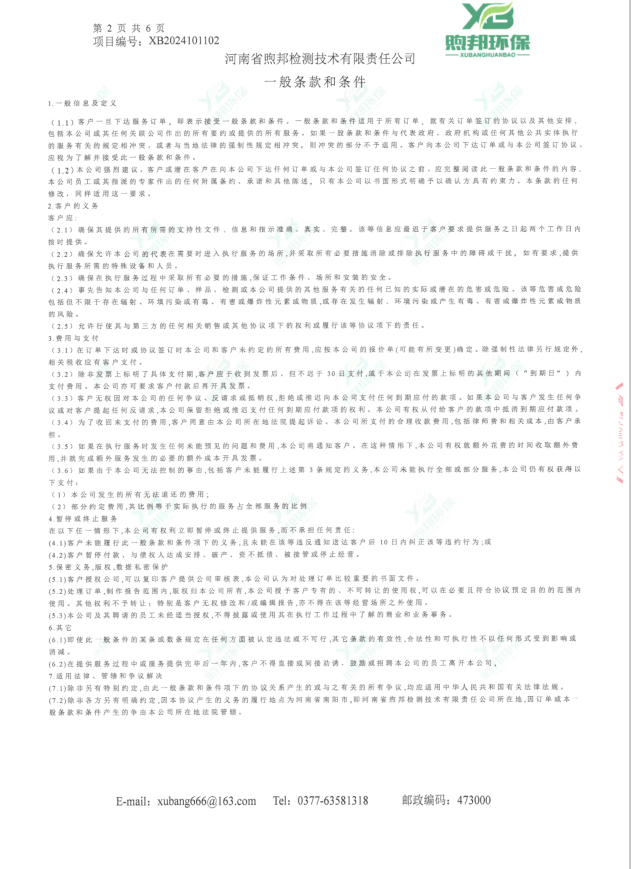 第 2 页 共 6 页
项目编号：XB2024101102
XB
煦邦环保
XUBANGHUANBAO
河南省煦邦检测技术有限责任公司
一般条款和条件
1.一般信息及定义
（1.1）客户一旦下达服务订单，即表示接受一般条款和条件。一般条款和条件适用于所有订单，就有关订单签订的协议以及其他安排，
包括本公司或其任何关联公司作出的所有要约或提供的所有服务。如果一般条款和条件与代表政府、政府机构或任何其他公共实体执行
的服务有关的规定相冲突，或者与当地法律的强制性规定相冲突，则冲突的部分不予适用。客户向本公司下达订单或与本公司签订协议，
应视为了解并接受此一般条款和条件。
（1.2）本公司强烈建议，客户或潜在客户在向本公司下达任何订单或与本公司签订任何协议之前，应完整阅读此一般条款和条件的内容。
本公司员工或其指派的专家作出的任何附属条约、承诺和其他陈述，只有本公司以书面形式明确予以确认方具有约束力。本条款的任何
修改，同样适用这一要求。
2.客户的义务
客户应：
（2.1）确保其提供的所有所需的支持性文件、信息和指示准确、真实、完整。该等信息应最迟于客户要求提供服务之日起两个工作日内
按时提供。
（2.2）确保允许本公司的代表在需要时进入执行服务的场所,并采取所有必要措施消除或排除执行服务中的障碍或干扰。如有要求,提供
执行服务所需的特殊设备和人员。
（2.3）确保在执行服务过程中采取所有必要的措施,保证工作条件、场所和安装的安全。
（2.4）事先告知本公司与任何订单、样品、检测或本公司提供的其他服务有关的任何已知的实际或潜在的危害或危险。该等危害或危险
包括但不限于存在辐射、环境污染或有毒、有害或爆炸性元素或物质,或存在发生辐射、环境污染或产生有毒、有害或爆炸性元素或物质
的风险。
（2.5）允许行使其与第三方的任何相关销售或其他协议项下的权利或履行该等协议项下的责任。
3.费用与支付
（3.1）在订单下达时或协议签订时本公司和客户未约定的所有费用,应按本公司的报价单(可能有所变更)确定。除强制性法律另行规定外,
相关税收应有客户支付。
（3.2）除非发票上标明了具体支付期,客户应于收到发票后，但不迟于 30日支付,或于本公司在发票上标明的其他期间（“到期日”）内
支付费用。本公司亦可要求客户付款后再开具发票。
（3.3）客户无权因对本公司的任何争议、反请求或抵销权,拒绝或推迟向本公司支付任何到期应付的款项。如果本公司与客户发生任何争
议或对客户提起任何反请求,本公司保留拒绝或推迟支付任何到期应付款项的权利。本公司有权从付给客户的款项中抵消到期应付款项。
（3.4）为了收回未支付的费用,客户同意由本公司所在地法院提起诉讼。本公司所支付的合理收款费用,包括律师费和相关成本,由客户承
担。
（3.5）如果在执行服务时发生任何未能预见的问题和费用,本公司将通知客户。在这种情形下,本公司有权就额外花费的时间收取额外费
用,并就完成额外服务发生的必要的额外成本开具发票。
（3.6）如果由于本公司无法控制的事由,包括客户未能履行上述第 3 条规定的义务,本公司未能执行全部或部分服务,本公司仍有权获得以
下支付：
（1）本公司发生的所有无法追还的费用；
（2）部分约定费用,其比例等于实际执行的服务占全部服务的比例
4.暂停或终止服务
在以下任一情形下,本公司有权利立即暂停或终止提供服务,而不承担任何责任:
(4.1)客户未能履行此一般条款和条件项下的义务,且未能在该等违反通知送达客户后 10 日内纠正该等违约行为;或
(4.2)客户暂停付款、与债权人达成安排、破产、资不抵债、被接管或停止经营。
5.保密义务,版权,数据私密保护
(5.1)客户授权公司,可以复印客户提供公司审核表,本公司认为对处理订单比较重要的书面文件。
(5.2)处理订单,制作报告范围内,版权归本公司所有,本公司授予客户专有的、不可转让的使用权,可以在必要且符合协议预定目的的范围内
使用。其他权利不予转让；特别是客户无权修改和/或编辑报告,亦不得在该等经营场所之外使用。
(5.3)本公司及其聘请的员工未经适当授权,不得披露或使用其在执行工作过程中了解的商业和业务事务。
6.其它
(6.1)即使此一般条件的某条或数条规定在任何方面被认定违法或不可行,其它条款的有效性,合法性和可执行性不以任何形式受到影响或
消减。
(6.2)在提供服务过程中或服务提供完毕后一年内,客户不得直接或间接劝诱、鼓励或招聘本公司的员工离开本公司。
7.适用法律、管辖和争议解决
(7.1)除非另有特别约定,由此一般条款和条件项下的协议关系产生的或与之有关的所有争议,均应适用中华人民共和国有关法律法规。
(7.2)除非各方另有明确约定,因本协议产生的义务的履行地点为河南省南阳市,即河南省煦邦检测技术有限责任公司所在地,因订单或本一
般条款和条件产生的争由本公司所在地法院管辖。
E-mail：xubang666@163.com Tel：0377-63581318 邮政编码：473000